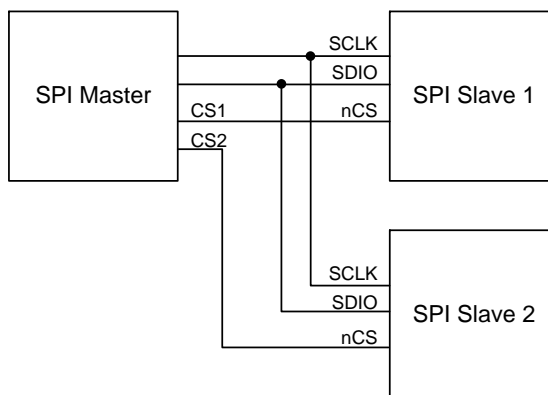 SCLK
SDIO
SPI Master
SPI Slave 1
CS1
nCS
CS2
SCLK
SDIO
SPI Slave 2
nCS